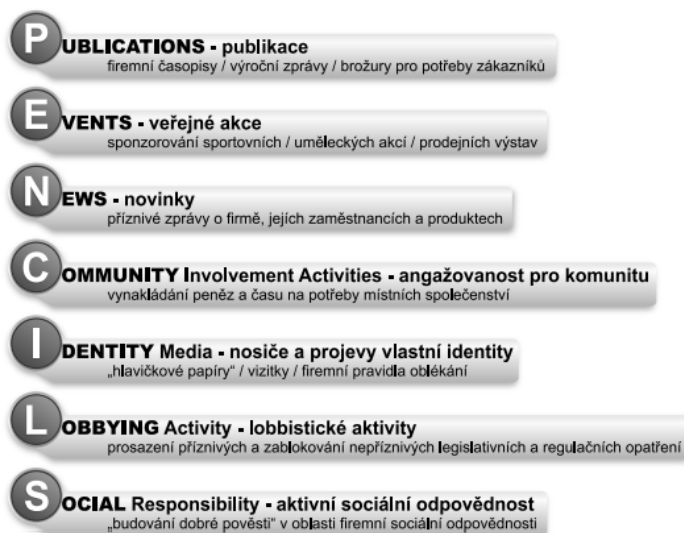 PUBLICATIONS - publikace
firemní časopisy / výroční zprávy / brožury pro potřeby zákazníků
EVENTS - veřejné akce
sponzorování sportovních / uměleckých akcí / prodejních výstav
NEWS - novinky
příznivé zprávy o firmě, jejích zaměstnancích a produktech
COMMUNITY Involvement Activities - angažovanost pro komunitu
vynakládání peněz a času na potřeby místních společenství
IDENTITY Media - nosiče a projevy vlastní identity
„hlavičkové papíry“ / vizitky / firemní pravidla oblékání
LOBBYING Activity - lobbistické aktivity
prosazení příznivých a zablokování nepříznivých legislativních a regulačních opatření
SOCIAL Responsibility - aktivní sociální odpovědnost
„budování dobré pověsti“ v oblasti firemní sociální odpovědnosti